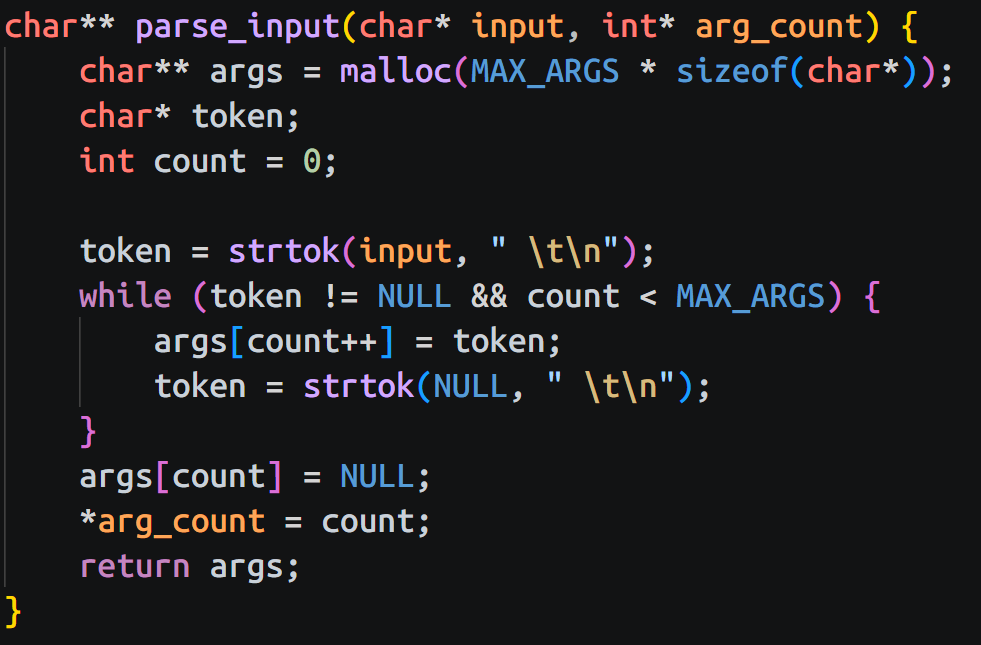 char** parse_input(char* input, int* arg_count) {
    char** args = malloc(MAX_ARGS * sizeof(char*));
    char* token;
    int count = 0;

    token = strtok(input, " \t\n");
    while (token != NULL && count < MAX_ARGS) {
        args[count++] = token;
        token = strtok(NULL, " \t\n");
    }
    args[count] = NULL;
    *arg_count = count;
    return args;
}